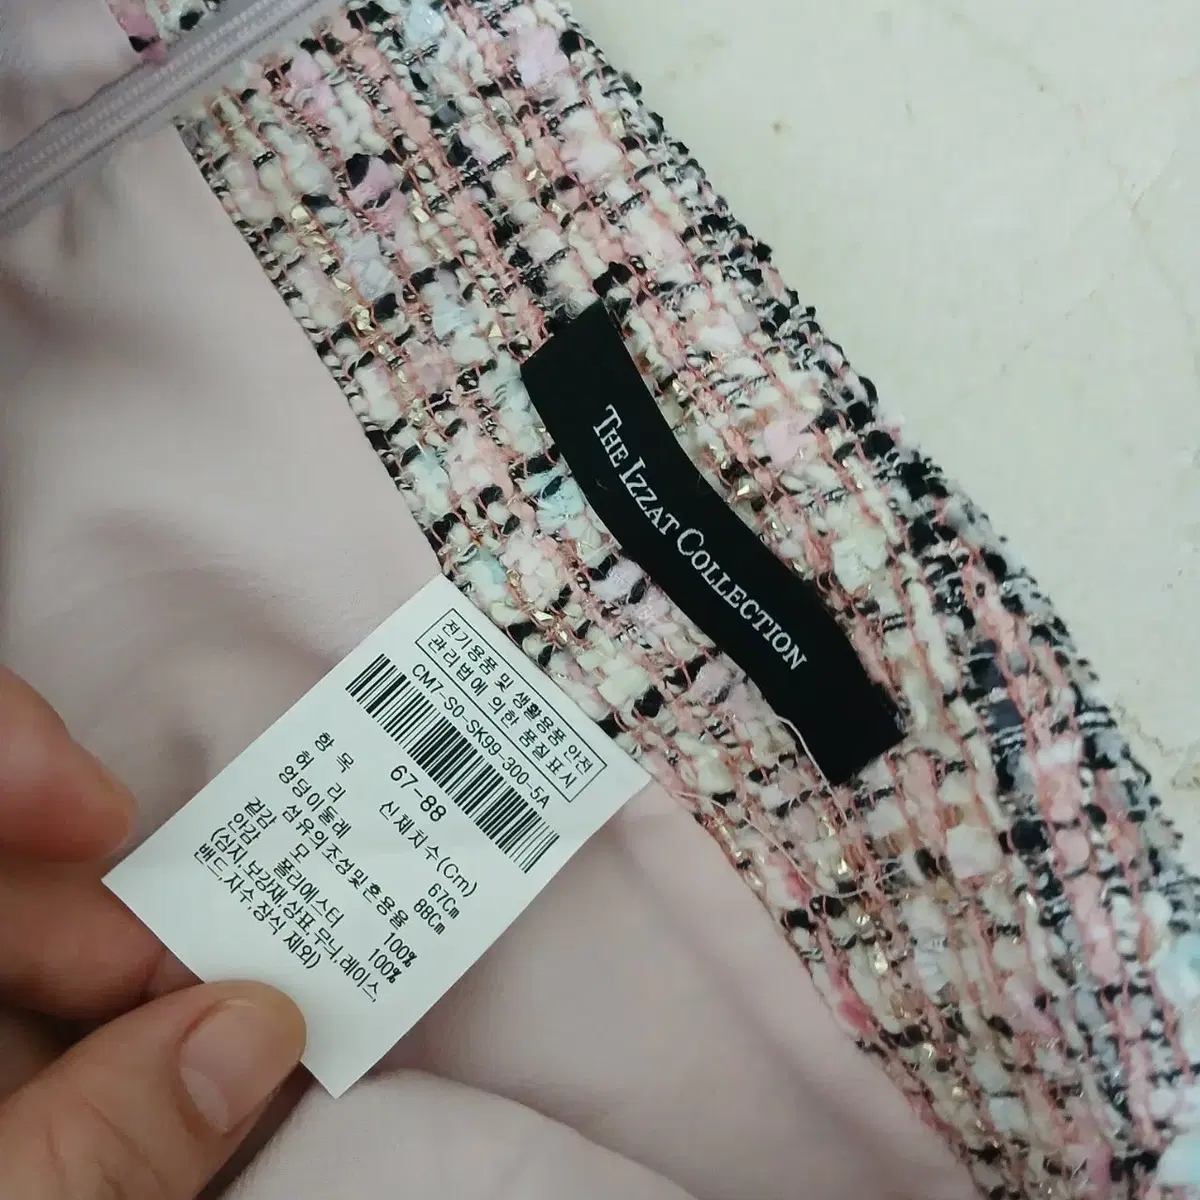 THE IZZAT COLLECTION
전기용품 및 생활용품 안전
관리법에 의한 품질표시
CM7-S0-SK99-300-5A
67-88
항목 신체치수(Cm)
허리 67Cm
엉덩이둘레 88Cm
섬유의조성및혼용율
겉감 모 100%
안감 폴리에스터 100%
(심지,보강재,상표,무늬,레이스,
밴드,자수,장식 제외)